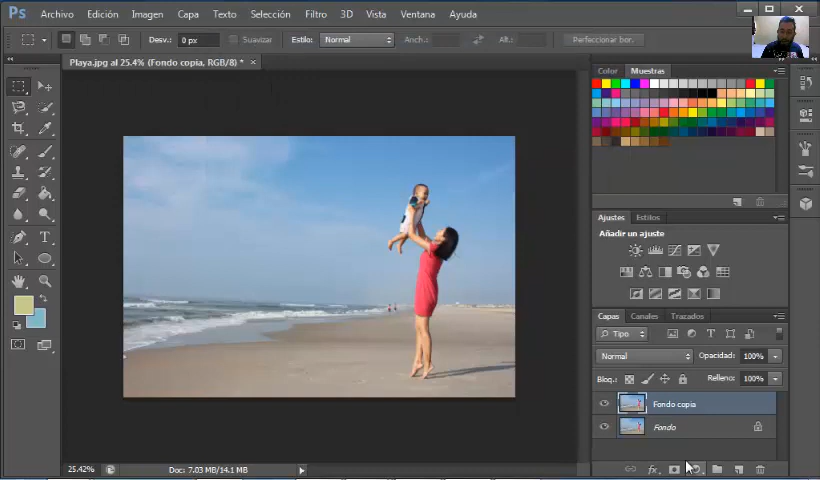 Ps Archivo Edición Imagen Capa Texto Selección Filtro 3D Vista Ventana Ayuda
Desv.: 0 px Suavizar Estilo: Normal Anch.: Alt.: Perfeccionar bor.
Playa.jpg al 25.4% (Fondo copia, RGB/8) * ×
Color Muestras
Ajustes Estilos
Añadir un ajuste
Capas Canales Trazados
Tipo T
Normal Opacidad: 100%
Bloq.: Relleno: 100%
Fondo copia
Fondo
fx
25.42% Doc: 7.03 MB/14.1 MB